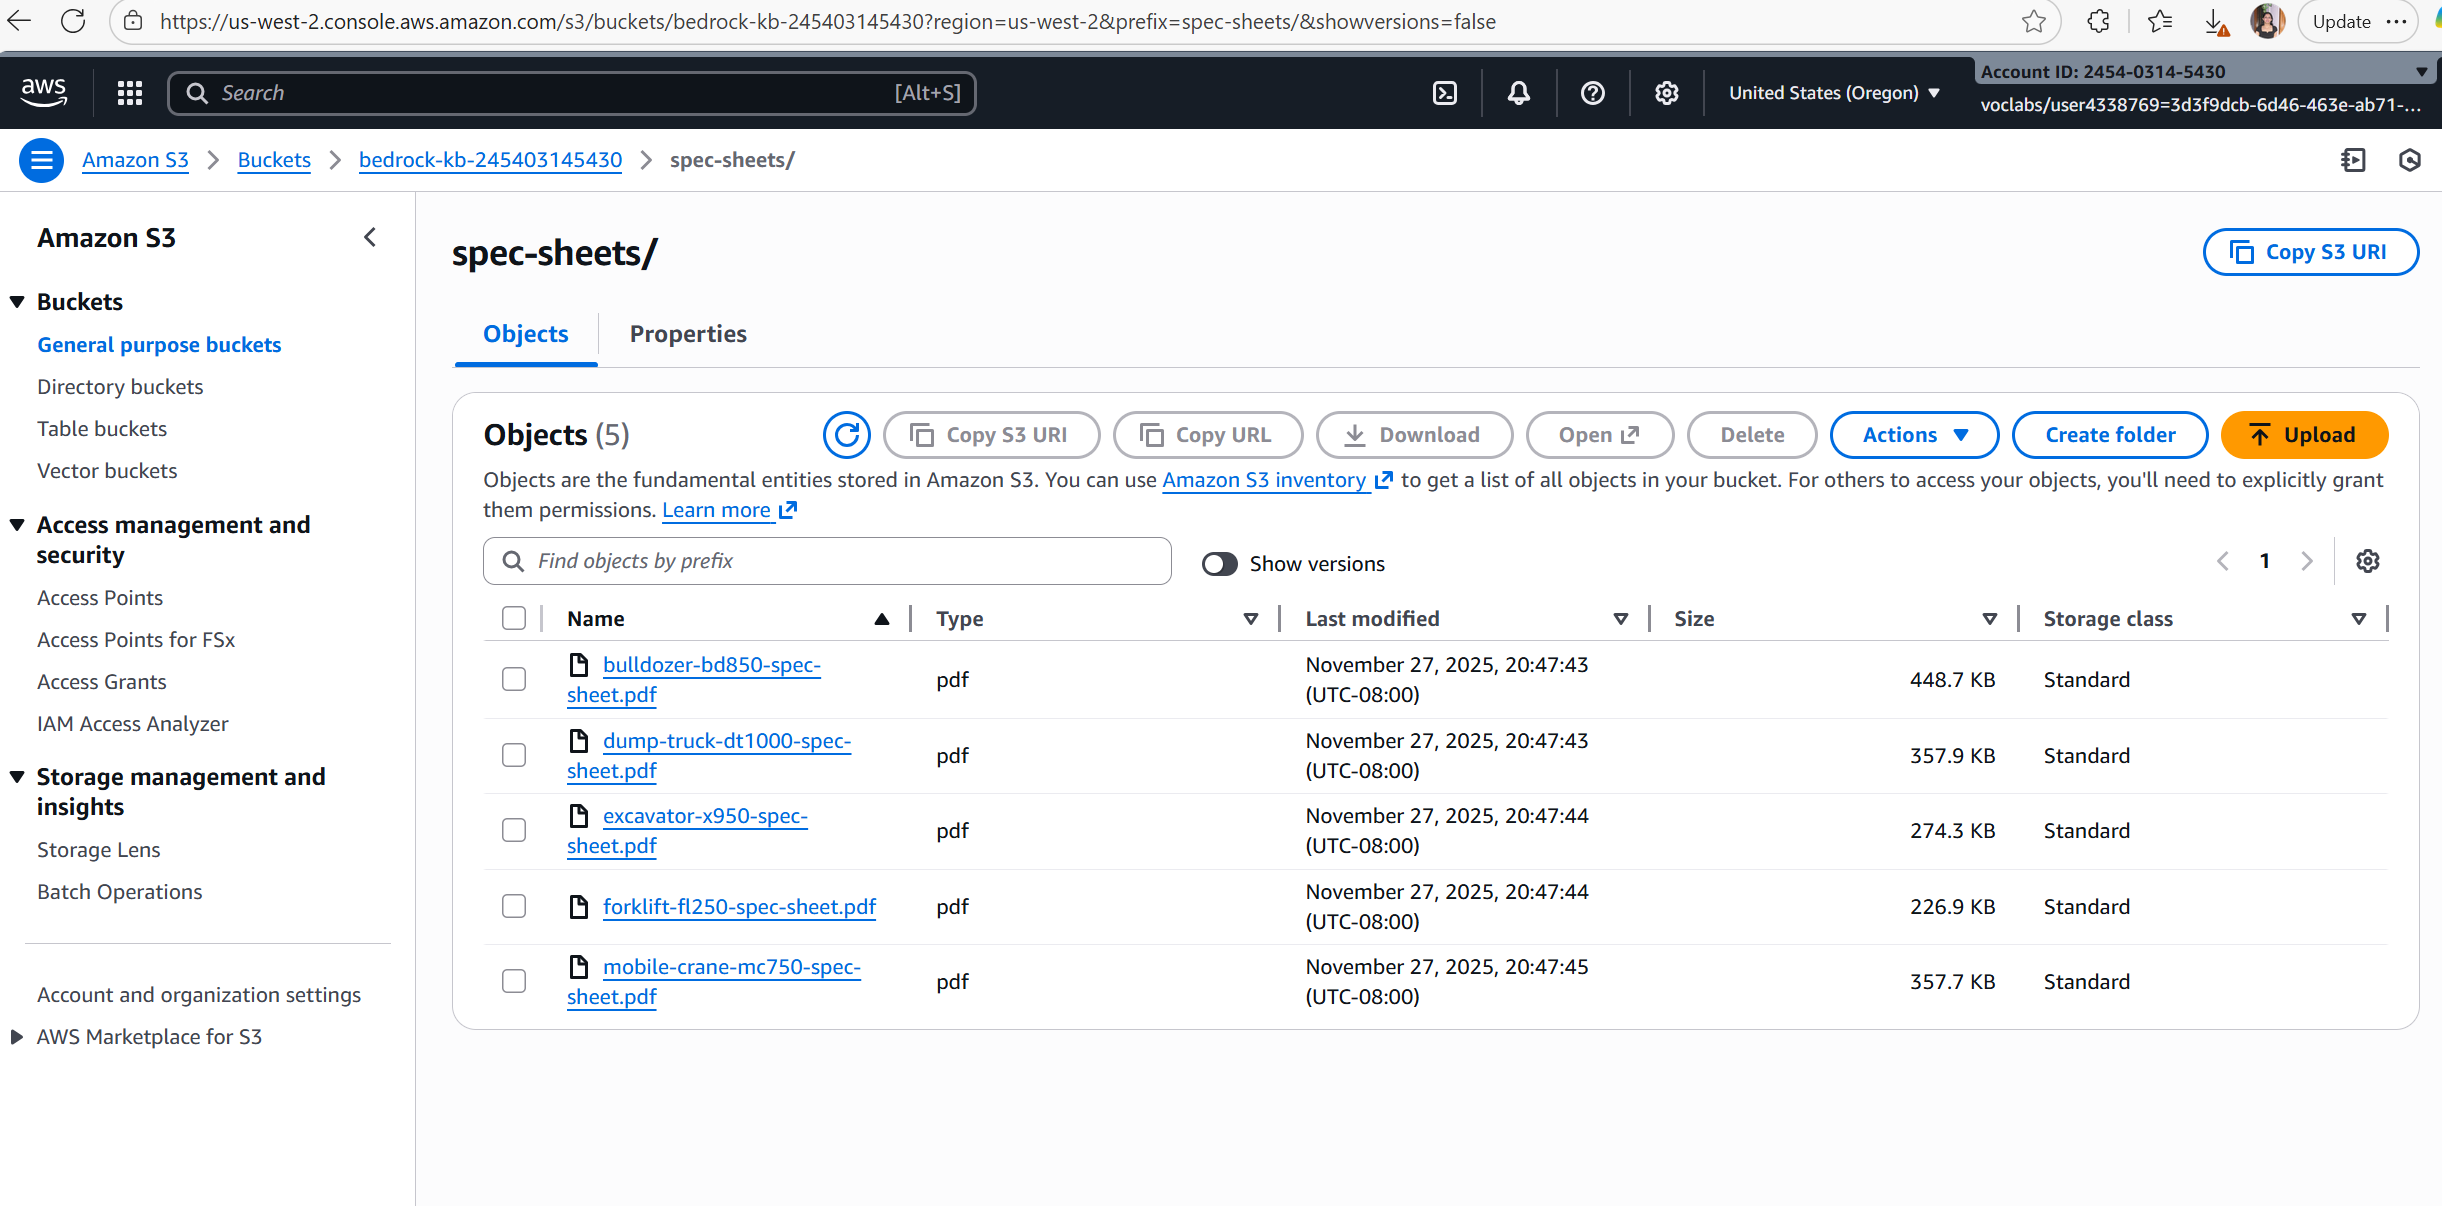 https://us-west-2.console.aws.amazon.com/s3/buckets/bedrock-kb-245403145430?region=us-west-2&prefix=spec-sheets/&showversions=false
Update
aws
Search
[Alt+S]
United States (Oregon)
Account ID: 2454-0314-5430
voclabs/user4338769=3d3f9dcb-6d46-463e-ab71-...
Amazon S3 > Buckets > bedrock-kb-245403145430 > spec-sheets/
Amazon S3
Buckets
General purpose buckets
Directory buckets
Table buckets
Vector buckets
Access management and
security
Access Points
Access Points for FSx
Access Grants
IAM Access Analyzer
Storage management and
insights
Storage Lens
Batch Operations
Account and organization settings
AWS Marketplace for S3
spec-sheets/
Copy S3 URI
Objects
Properties
Objects (5)
Copy S3 URI
Copy URL
Download
Open
Delete
Actions
Create folder
Upload
Objects are the fundamental entities stored in Amazon S3. You can use Amazon S3 inventory to get a list of all objects in your bucket. For others to access your objects, you'll need to explicitly grant
them permissions. Learn more
Find objects by prefix
Show versions
1
Name Type Last modified Size Storage class
bulldozer-bd850-spec-
sheet.pdf
pdf
November 27, 2025, 20:47:43
(UTC-08:00)
448.7 KB
Standard
dump-truck-dt1000-spec-
sheet.pdf
pdf
November 27, 2025, 20:47:43
(UTC-08:00)
357.9 KB
Standard
excavator-x950-spec-
sheet.pdf
pdf
November 27, 2025, 20:47:44
(UTC-08:00)
274.3 KB
Standard
forklift-fl250-spec-sheet.pdf
pdf
November 27, 2025, 20:47:44
(UTC-08:00)
226.9 KB
Standard
mobile-crane-mc750-spec-
sheet.pdf
pdf
November 27, 2025, 20:47:45
(UTC-08:00)
357.7 KB
Standard